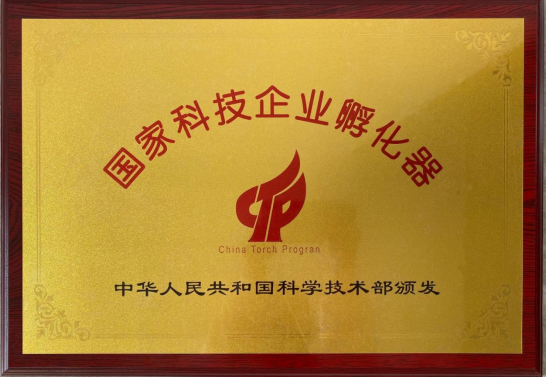 国家科技企业孵化器
China Torch Progran
中华人民共和国科学技术部颁发